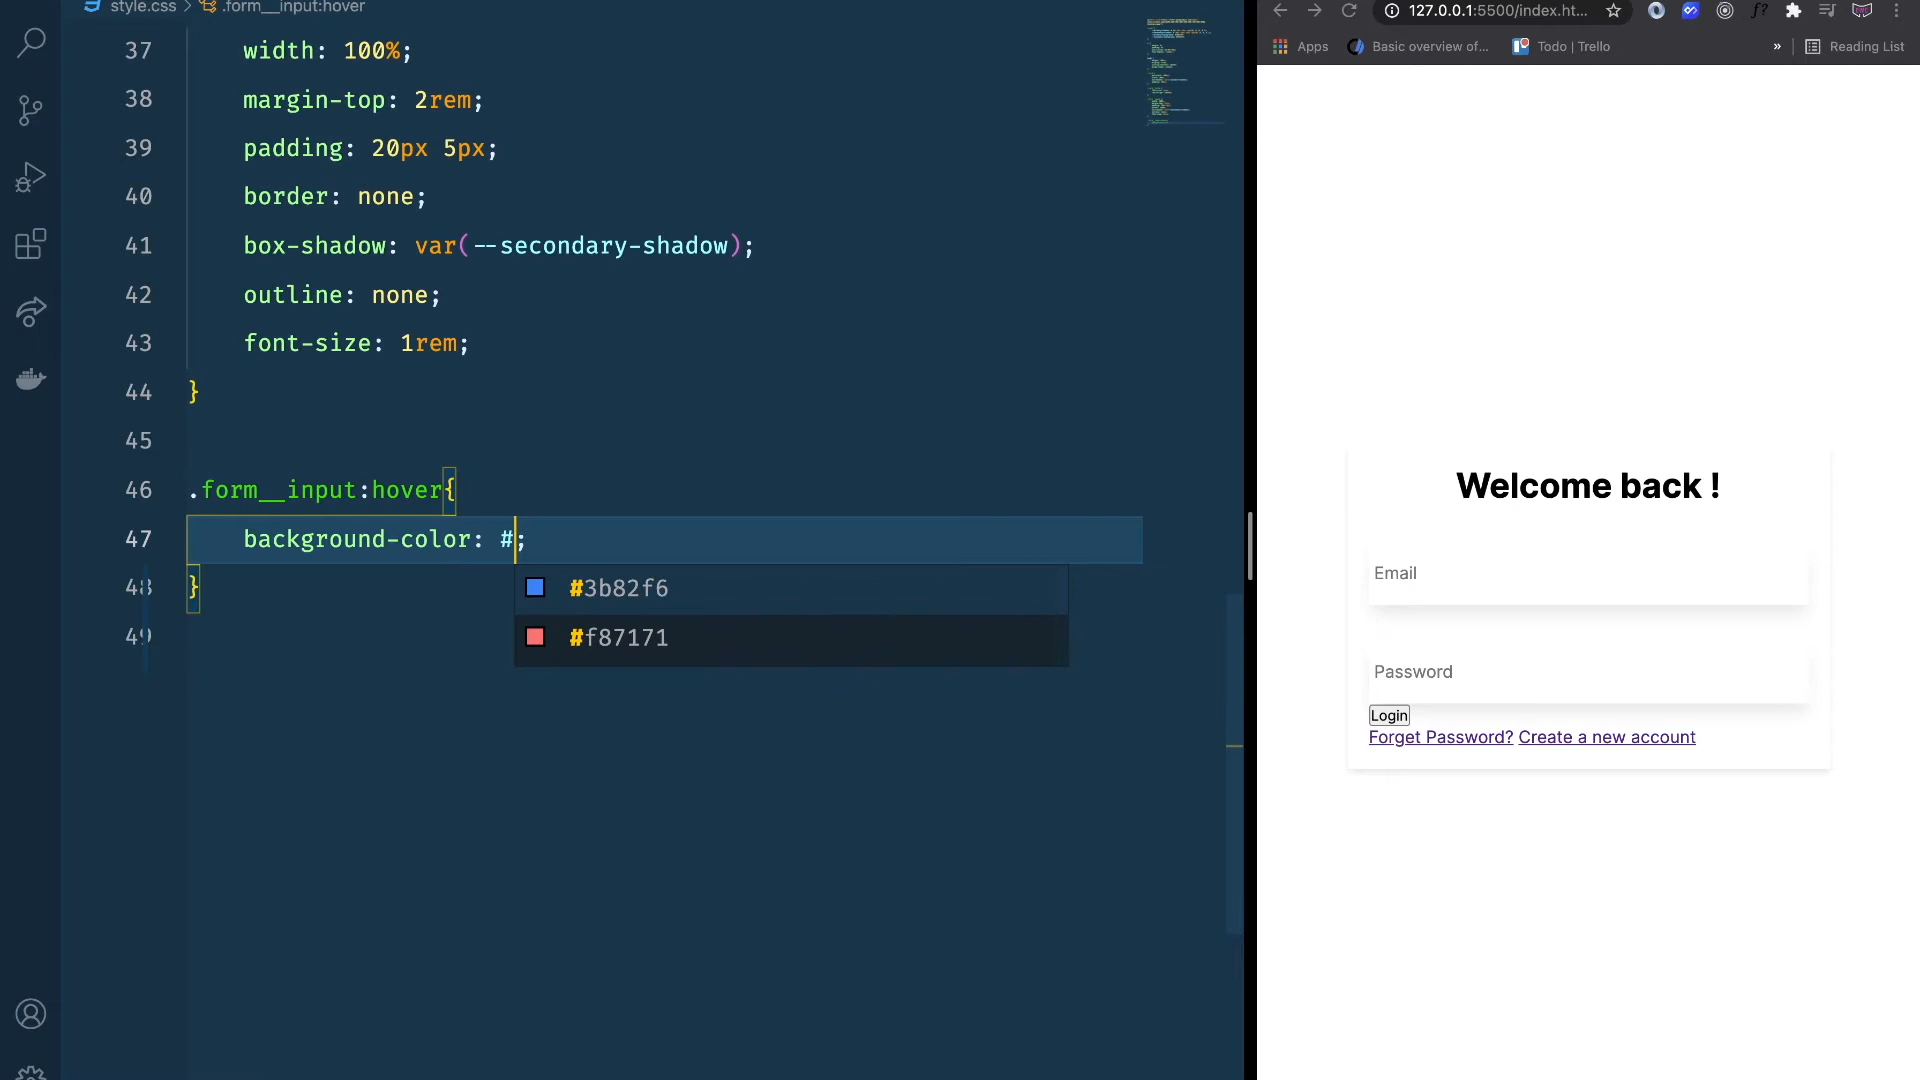 style.css > .form__input:hover
37 width: 100%;
38 margin-top: 2rem;
39 padding: 20px 5px;
40 border: none;
41 box-shadow: var(--secondary-shadow);
42 outline: none;
43 font-size: 1rem;
44 }
45
46 .form__input:hover{
47 background-color: #;
#3b82f6
48 }
49
#f87171
127.0.0.1:5500/index.ht...
f?
Apps
Basic overview of...
Todo | Trello
»
Reading List
Welcome back !
Email
Password
Login
Forget Password? Create a new account